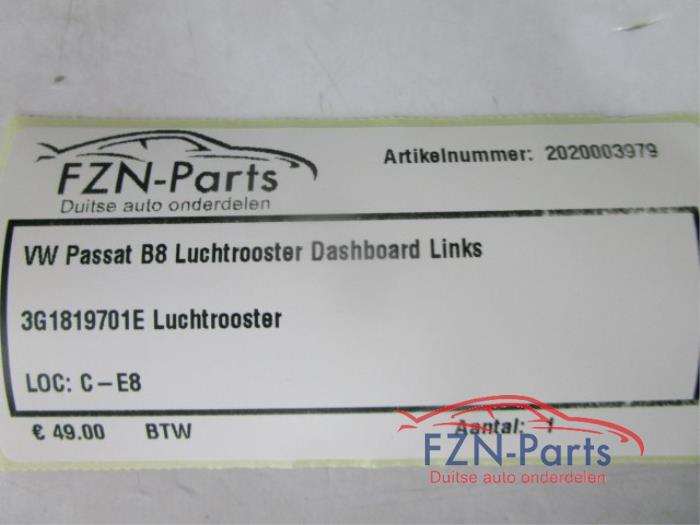 FZN-Parts
Duitse auto onderdelen
Artikelnummer: 2020003979
VW Passat B8 Luchtrooster Dashboard Links
3G1819701E Luchtrooster
LOC: C-E8
€ 49.00 BTW Aantal: 1
FZN-Parts
Duitse auto onderdelen